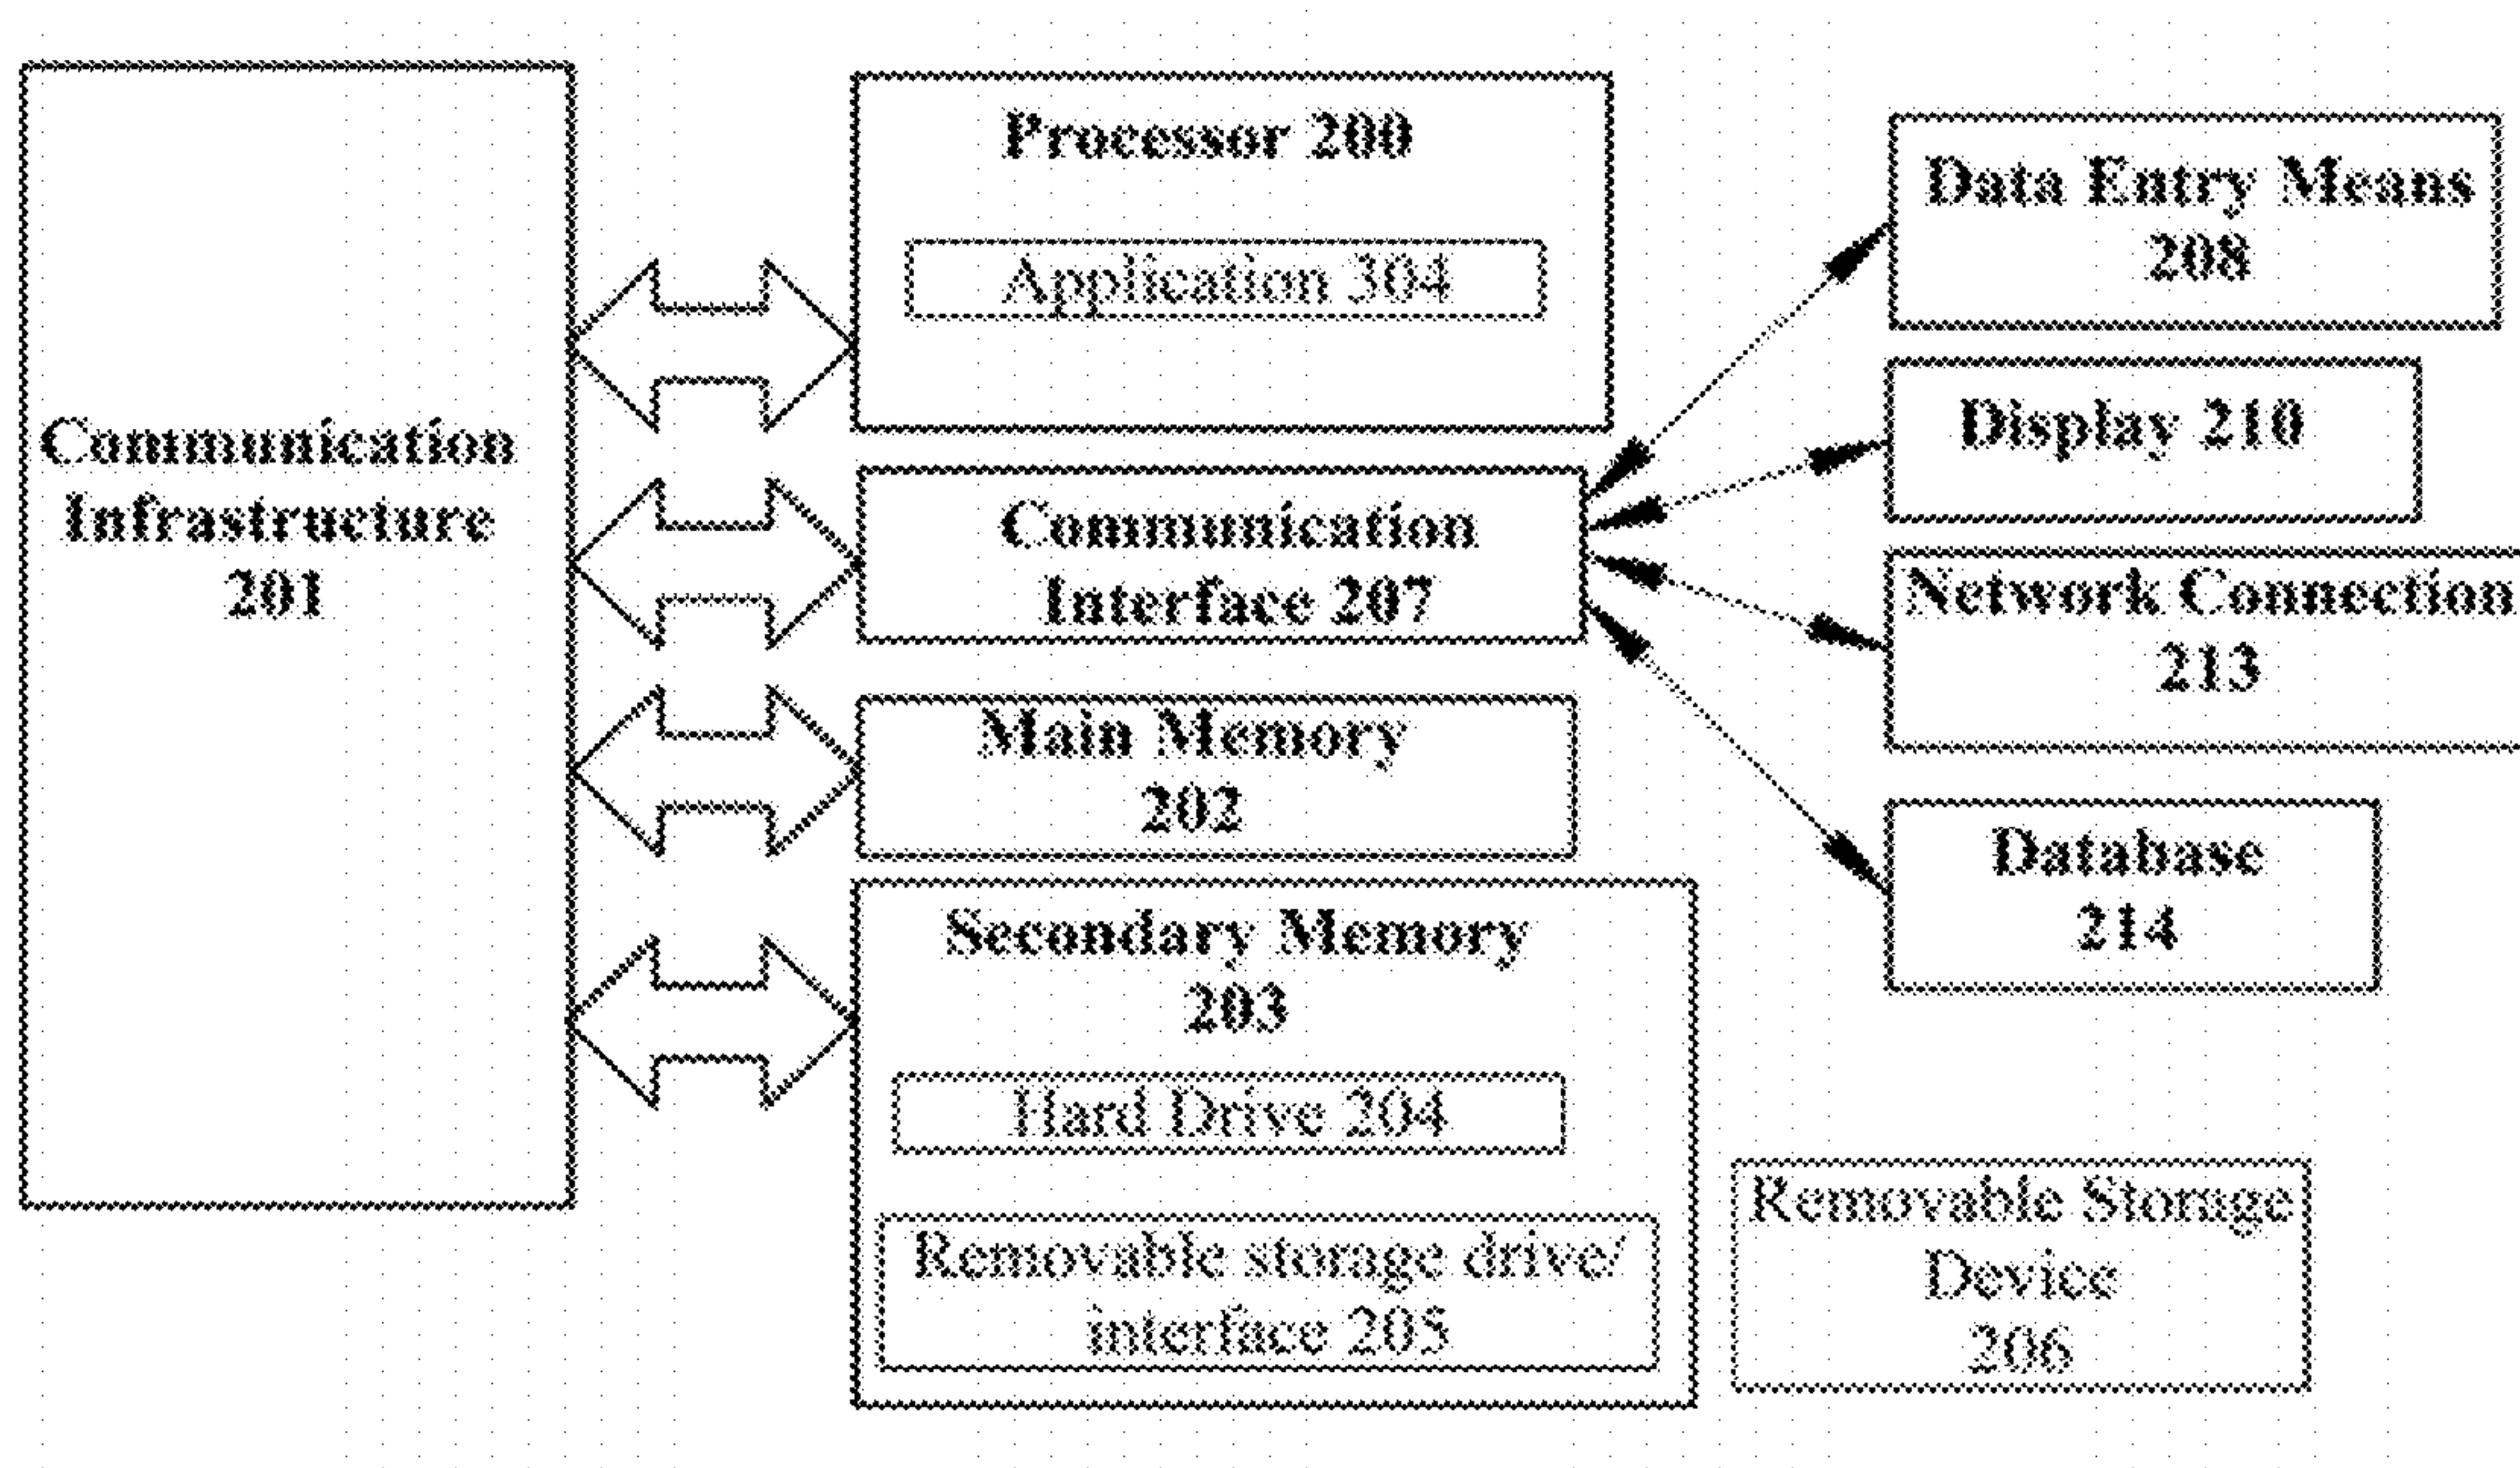 Communication
Infrastructure
201
Processor 200
Application 304
Communication
Interface 207
Main Memory
202
Secondary Memory
203
Hard Drive 204
Removable storage drive/
interface 205
Data Entry Means
208
Display 210
Network Connection
213
Database
214
Removable Storage
Device
206